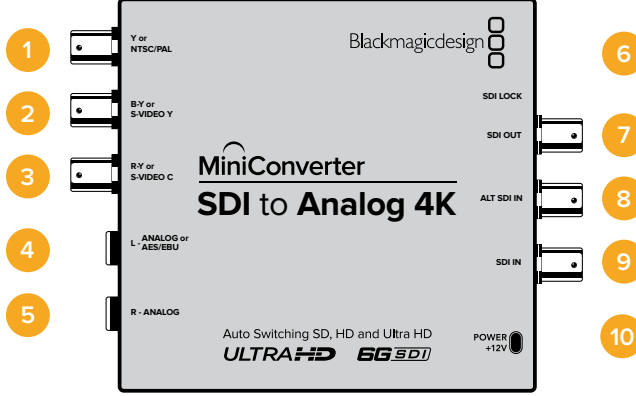 1
Y or
NTSC/PAL
2
B-Y or
S-VIDEO Y
3
R-Y or
S-VIDEO C
4
L - ANALOG or
AES/EBU
5
R - ANALOG
Blackmagicdesign
MiniConverter
SDI to Analog 4K
Auto Switching SD, HD and Ultra HD
ULTRA HD 6G SDI
SDI LOCK
6
SDI OUT
7
ALT SDI IN
8
SDI IN
9
POWER
+12V
10